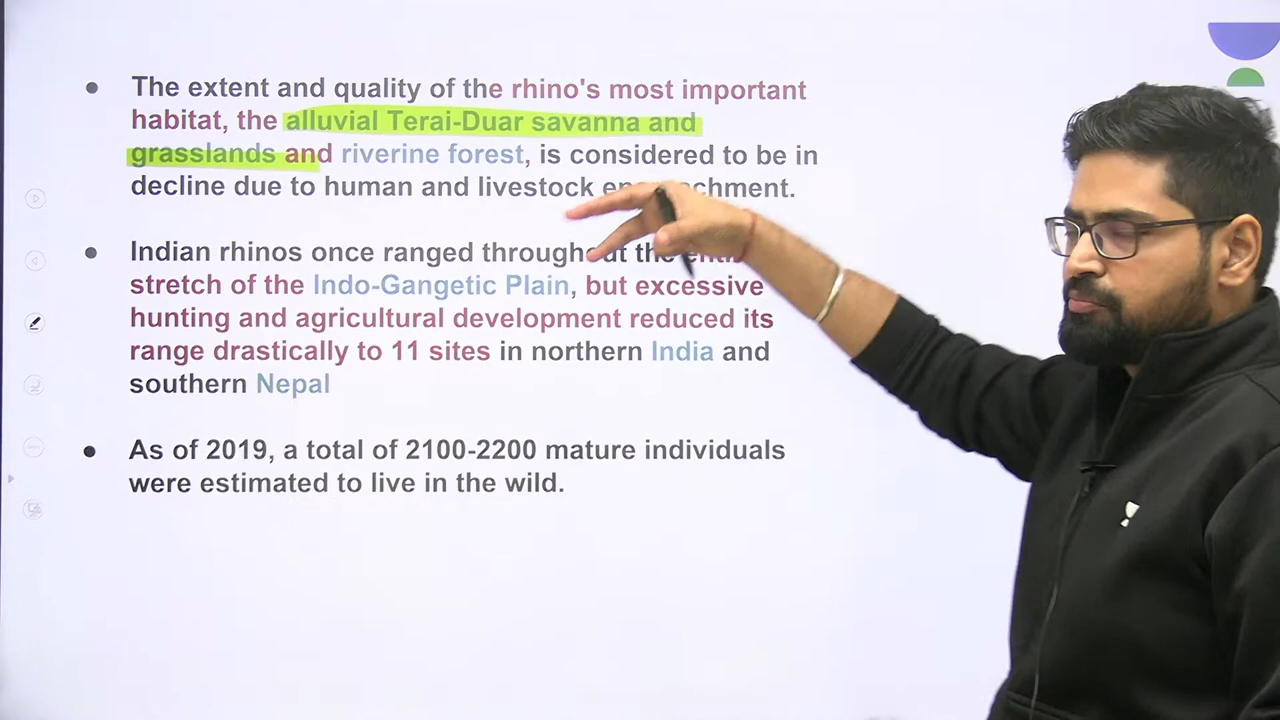 The extent and quality of the rhino's most important
habitat, the alluvial Terai-Duar savanna and
grasslands and riverine forest, is considered to be in
decline due to human and livestock
Indian rhinos once ranged throughout the
stretch of the Indo-Gangetic Plain, but excessive
hunting and agricultural development reduced its
range drastically to 11 sites in northern India and
southern Nepal
As of 2019, a total of 2100-2200 mature individuals
were estimated to live in the wild.